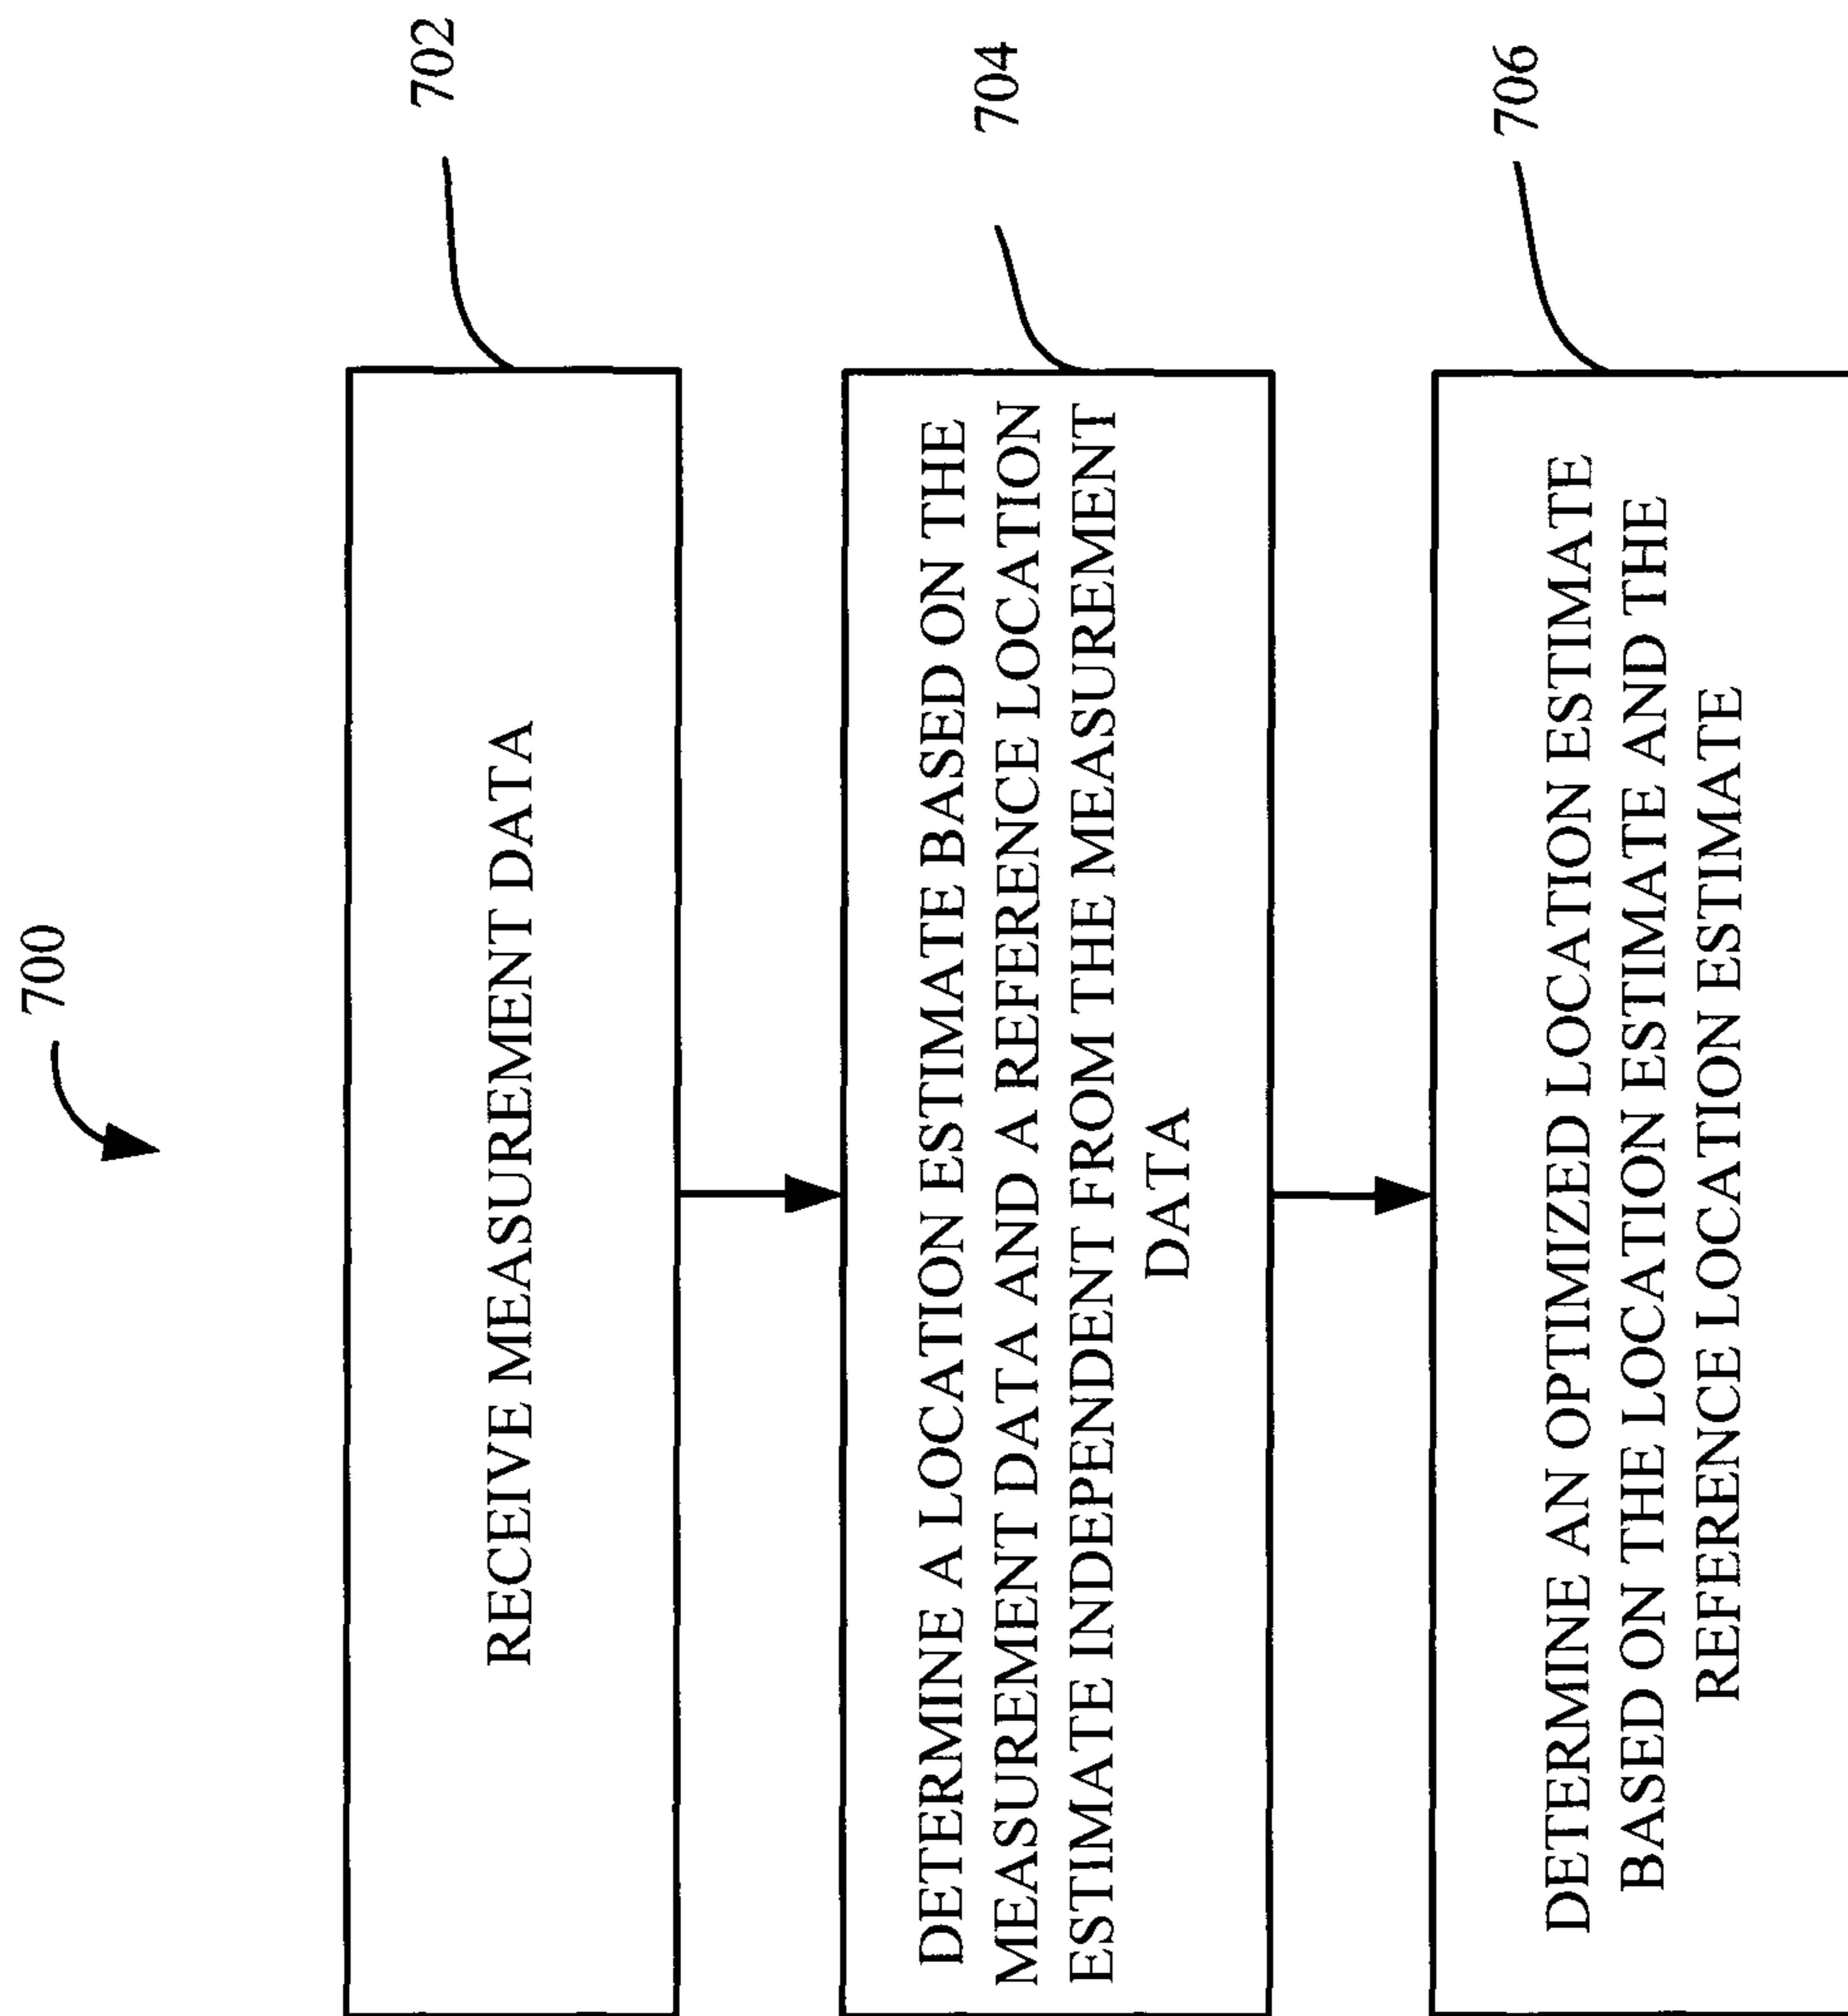 700
702
RECEIVE MEASUREMENT DATA
704
DETERMINE A LOCATION ESTIMATE BASED ON THE
MEASUREMENT DATA AND A REFERENCE LOCATION
ESTIMATE INDEPENDENT FROM THE MEASUREMENT
DATA
706
DETERMINE AN OPTIMIZED LOCATION ESTIMATE
BASED ON THE LOCATION ESTIMATE AND THE
REFERENCE LOCATION ESTIMATE